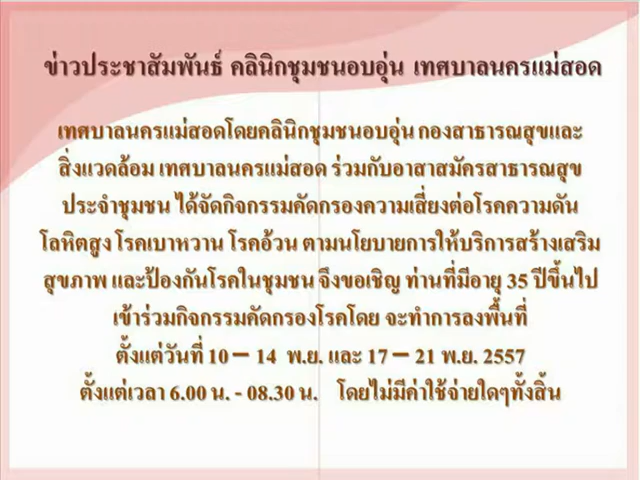 ข่าวประชาสัมพันธ์ คลินิกชุมชนอบอุ่น เทศบาลนครแม่สอด
เทศบาลนครแม่สอดโดยคลินิกชุมชนอบอุ่น กองสาธารณสุขและ
สิ่งแวดล้อม เทศบาลนครแม่สอด ร่วมกับอาสาสมัครสาธารณสุข
ประจำชุมชน ได้จัดกิจกรรมคัดกรองความเสี่ยงต่อโรคความดัน
โลหิตสูง โรคเบาหวาน โรคอ้วน ตามนโยบายการให้บริการสร้างเสริม
สุขภาพ และป้องกันโรคในชุมชน จึงขอเชิญ ท่านที่มีอายุ 35 ปีขึ้นไป
เข้าร่วมกิจกรรมคัดกรองโรคโดย จะทำการลงพื้นที่
ตั้งแต่วันที่ 10 – 14 พ.ย. และ 17 – 21 พ.ย. 2557
ตั้งแต่เวลา 6.00 น. - 08.30 น. โดยไม่มีค่าใช้จ่ายใดๆทั้งสิ้น